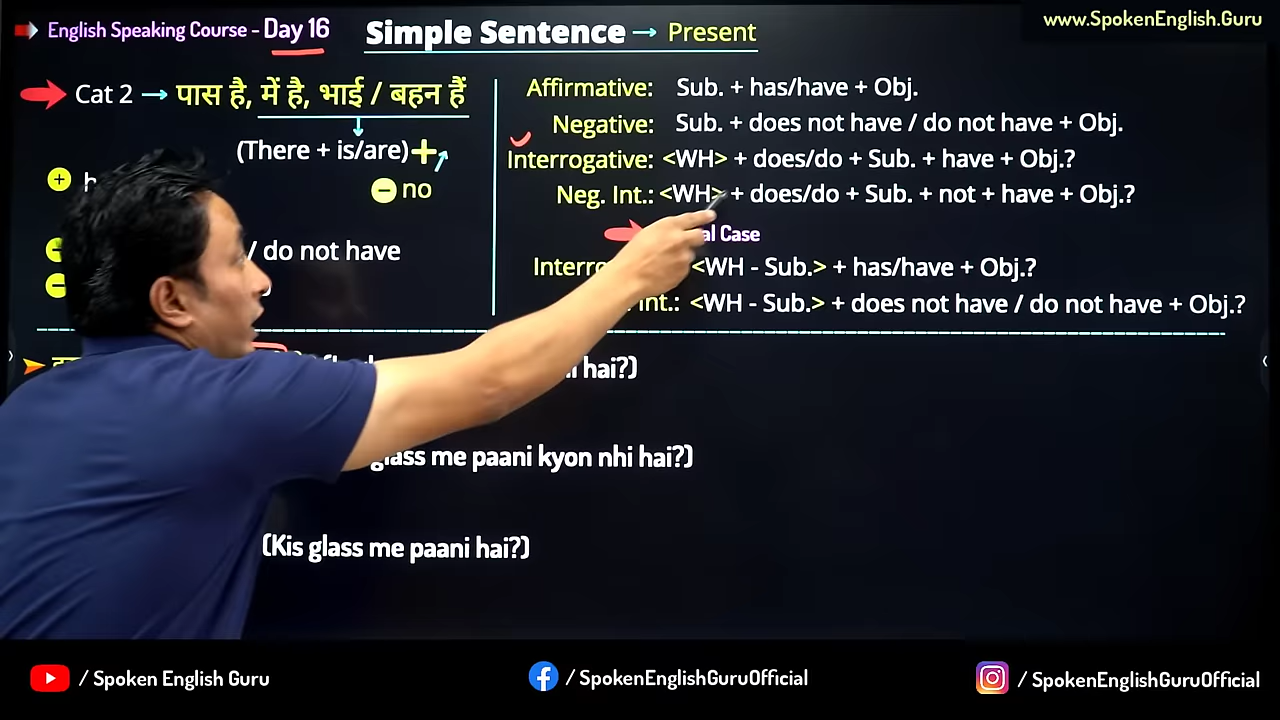 English Speaking Course - Day 16
Simple Sentence → Present
www.SpokenEnglish.Guru
Cat 2 → पास है, में है, भाई / बहन हैं
(There + is/are) +
+
- no
/ do not have
Affirmative: Sub. + has/have + Obj.
Negative: Sub. + does not have / do not have + Obj.
Interrogative: <WH> + does/do + Sub. + have + Obj.?
Neg. Int.: <WH> + does/do + Sub. + not + have + Obj.?
Case
<WH - Sub.> + has/have + Obj.?
Int.: <WH - Sub.> + does not have / do not have + Obj.?
hai?)
glass me paani kyon nhi hai?)
(Kis glass me paani hai?)
/ Spoken English Guru
/ SpokenEnglishGuruOfficial
/ SpokenEnglishGuruOfficial